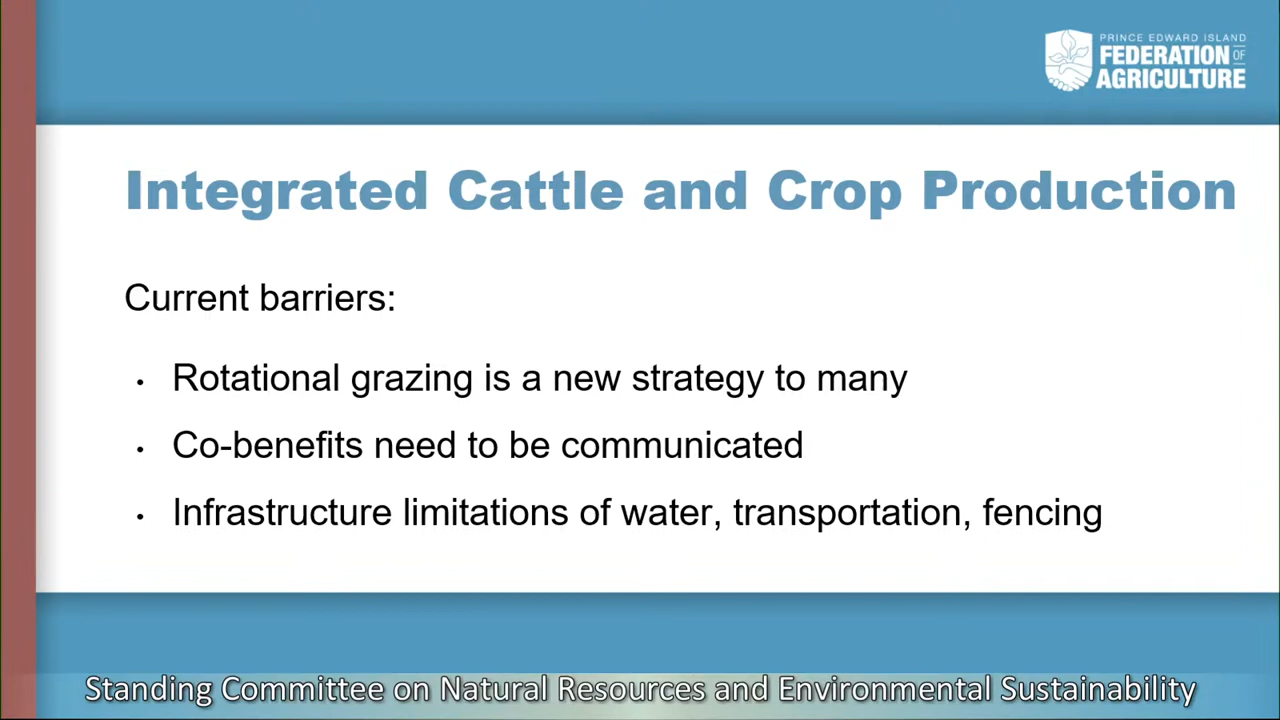 PRINCE EDWARD ISLAND
FEDERATION OF
AGRICULTURE
Integrated Cattle and Crop Production
Current barriers:
• Rotational grazing is a new strategy to many
• Co-benefits need to be communicated
• Infrastructure limitations of water, transportation, fencing
Standing Committee on Natural Resources and Environmental Sustainability